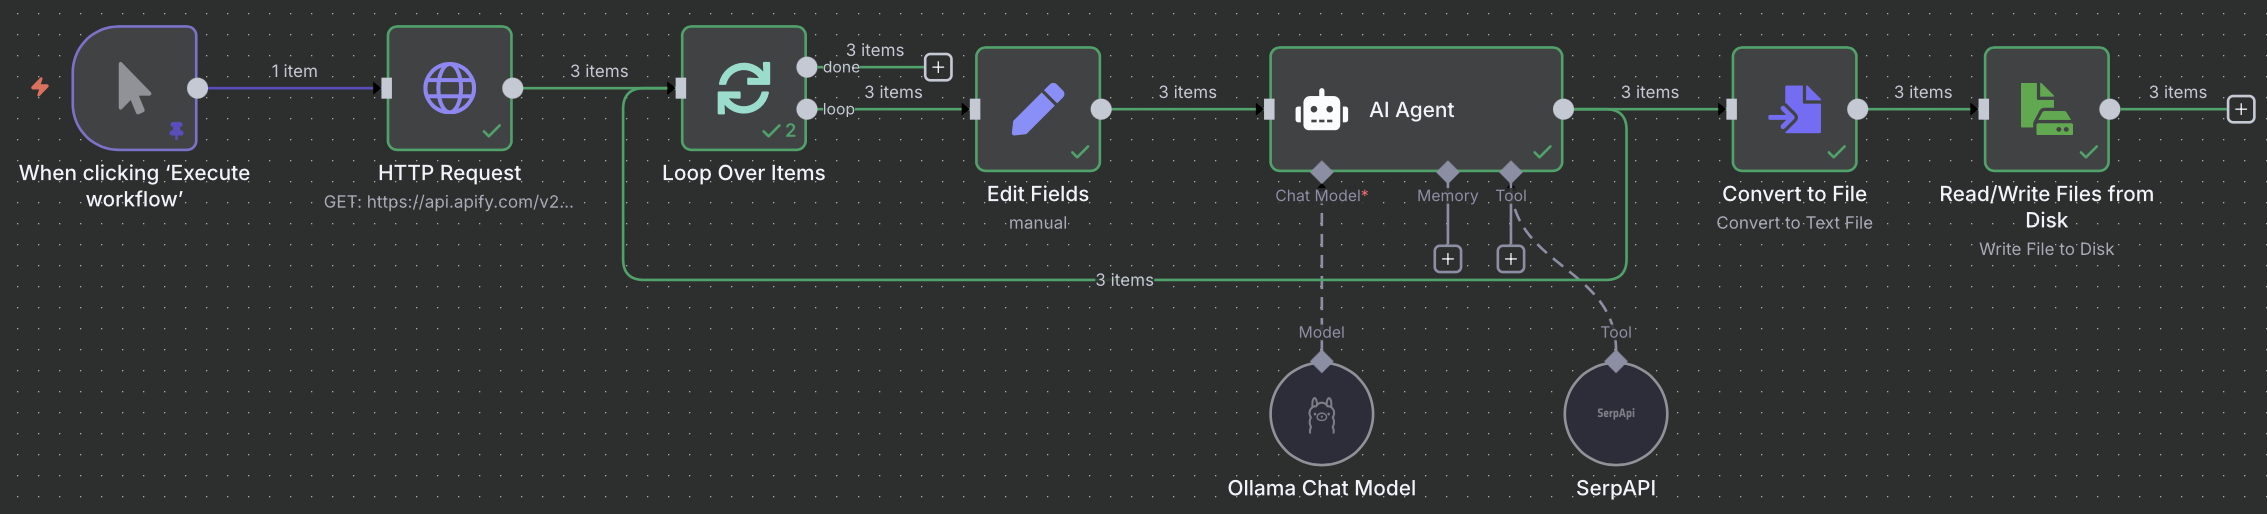 1 item
3 items
3 items
done
3 items
loop
3 items
AI Agent
3 items
3 items
3 items
2
When clicking ‘Execute
workflow’
HTTP Request
GET: https://api.apify.com/v2...
Loop Over Items
Edit Fields
manual
Chat Model*
Memory
Tool
Convert to File
Convert to Text File
Read/Write Files from
Disk
Write File to Disk
3 items
Model
Tool
SerpApi
Ollama Chat Model
SerpAPI